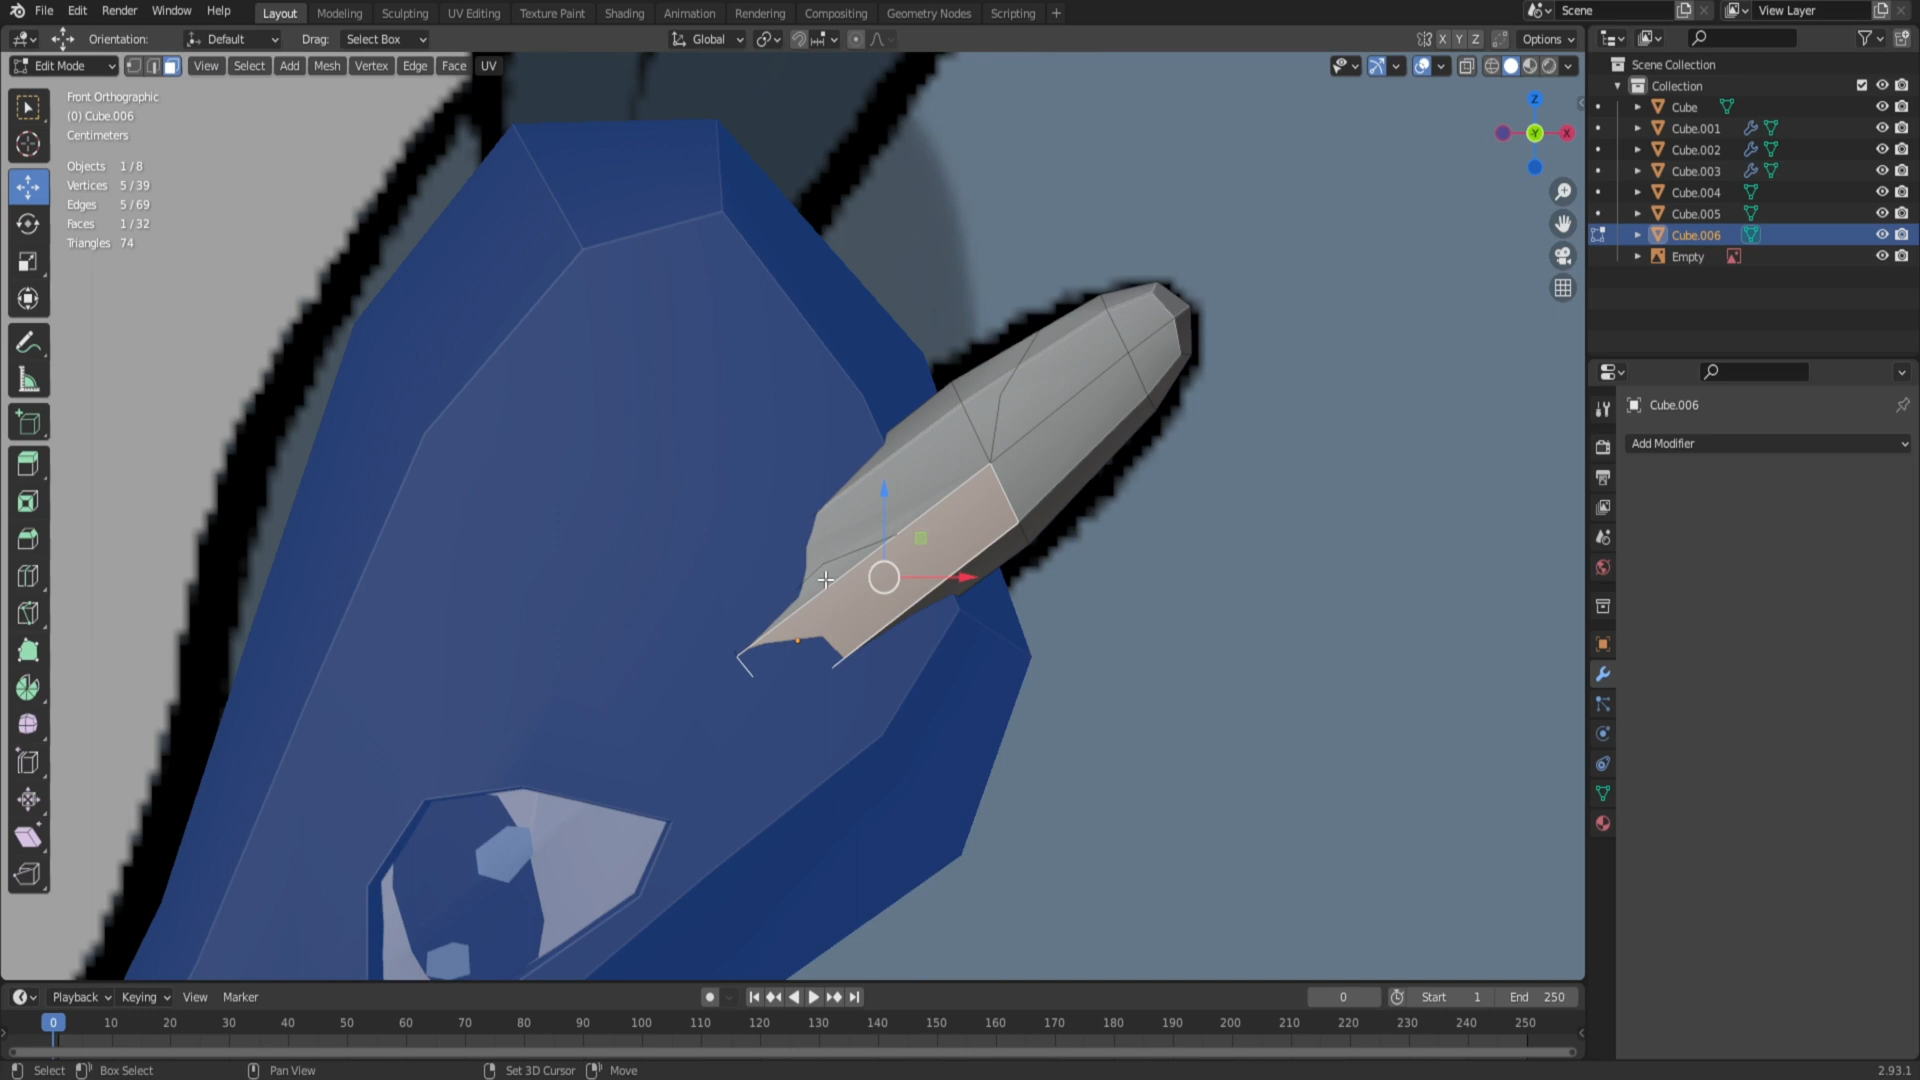 File Edit Render Window Help Layout Modeling Sculpting UV Editing Texture Paint Shading Animation Rendering Compositing Geometry Nodes Scripting + Scene View Layer
Orientation: Default Drag: Select Box Global X Y Z Options
Edit Mode View Select Add Mesh Vertex Edge Face UV
Front Orthographic
(0) Cube.006
Centimeters
Objects 1 / 8
Vertices 5 / 39
Edges 5 / 69
Faces 1 / 32
Triangles 74
Z
Y X
Scene Collection
Collection
Cube
Cube.001
Cube.002
Cube.003
Cube.004
Cube.005
Cube.006
Empty
Cube.006
Add Modifier
Playback Keying View Marker 0 Start 1 End 250
0 10 20 30 40 50 60 70 80 90 100 110 120 130 140 150 160 170 180 190 200 210 220 230 240 250
Select Box Select Pan View Set 3D Cursor Move 2.93.1